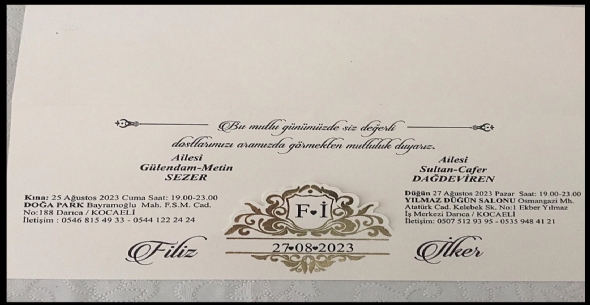 Bu mutlu günümüzde siz değerli
dostlarımızı aramızda görmekten mutluluk duyarız.
Ailesi
Gülendam-Metin
SEZER
Ailesi
Sultan-Cafer
DAĞDEVİREN
Kına: 25 Ağustos 2023 Cuma Saat: 19.00-23.00
DOĞA PARK Bayramoğlu Mah. P.S.M. Cad.
No:188 Darıca / KOCAELİ
İletişim : 0546 815 49 33 - 0544 122 24 24
Düğün 27 Ağustos 2023 Pazar Saat: 19.00-23.00
YILMAZ DÜĞÜN SALONU Osmangazi Mh.
Atatürk Cad. Kelebek Sk. No:1 Ekber Yılmaz
İş Merkezi Darıca / KOCAELİ
İletişim: 0507 512 93 95 - 0535 948 41 21
F♥İ
Filiz
27♥08♥2023
İlker